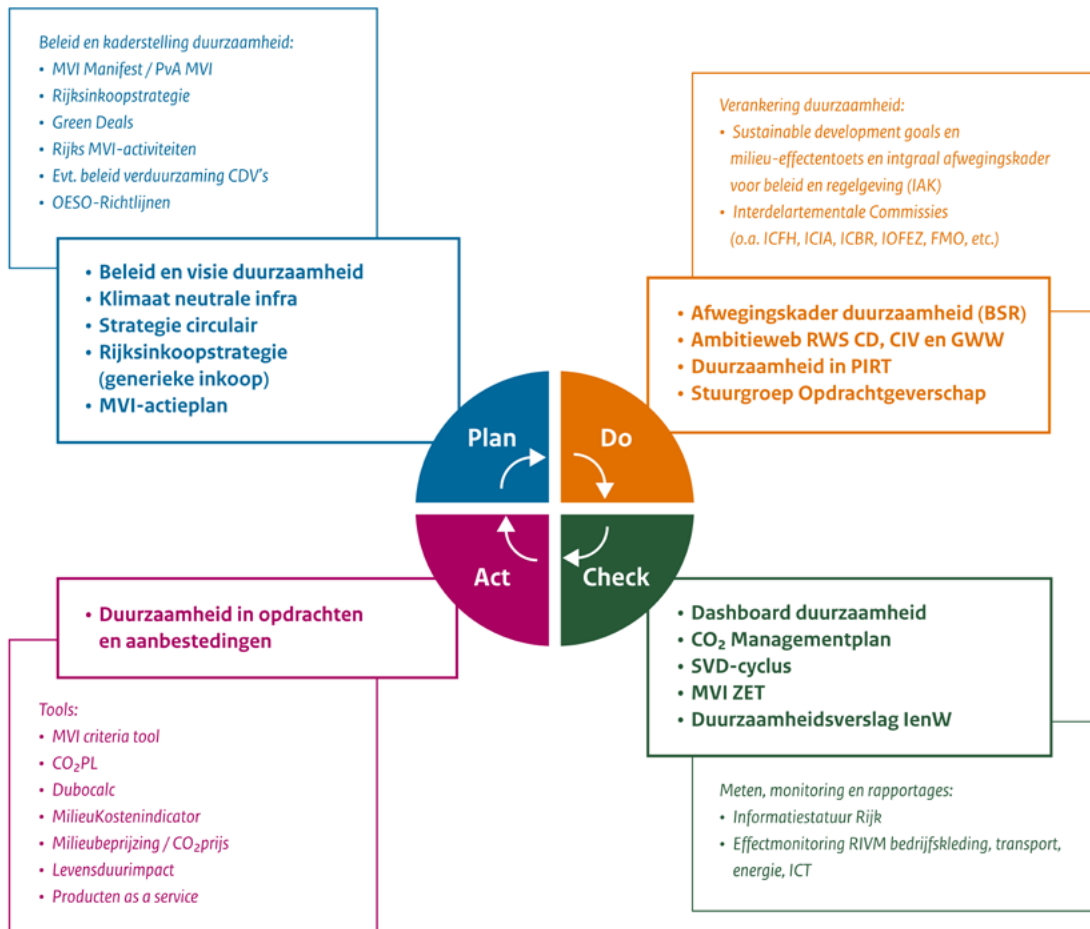 Beleid en kaderstelling duurzaamheid:
• MVI Manifest / PvA MVI
• Rijksinkoopstrategie
• Green Deals
• Rijks MVI-activiteiten
• Evt. beleid verduurzaming CDV's
• OESO-Richtlijnen
• Beleid en visie duurzaamheid
• Klimaat neutrale infra
• Strategie circulair
• Rijksinkoopstrategie
(generieke inkoop)
• MVI-actieplan
Verankering duurzaamheid:
• Sustainable development goals en
milieu-effectentoets en intgraal afwegingskader
voor beleid en regelgeving (IAK)
• Interdelartementale Commissies
(o.a. ICFH, ICIA, ICBR, IOFEZ, FMO, etc.)
• Afwegingskader duurzaamheid (BSR)
• Ambitieweb RWS CD, CIV en GWW
• Duurzaamheid in PIRT
• Stuurgroep Opdrachtgeverschap
Plan
Do
Act
Check
• Duurzaamheid in opdrachten
en aanbestedingen
Tools:
• MVI criteria tool
• CO₂PL
• Dubocalc
• MilieuKostenindicator
• Milieubeprijzing / CO₂prijs
• Levensduurimpact
• Producten as a service
• Dashboard duurzaamheid
• CO₂ Managementplan
• SVD-cyclus
• MVI ZET
• Duurzaamheidsverslag IenW
Meten, monitoring en rapportages:
• Informatiestatuur Rijk
• Effectmonitoring RIVM bedrijfskleding, transport,
energie, ICT